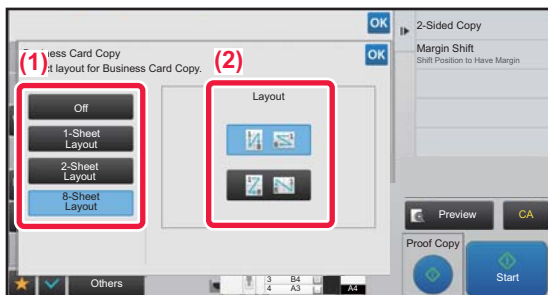 OK
2-Sided Copy
Margin Shift
Shift Position to Have Margin
OK
(1)
ness Card Copy
(2)
t layout for Business Card Copy.
Off
1-Sheet
Layout
2-Sheet
Layout
8-Sheet
Layout
Layout
Preview
CA
Proof Copy
Start
Others
3 B4
4 A3
A4